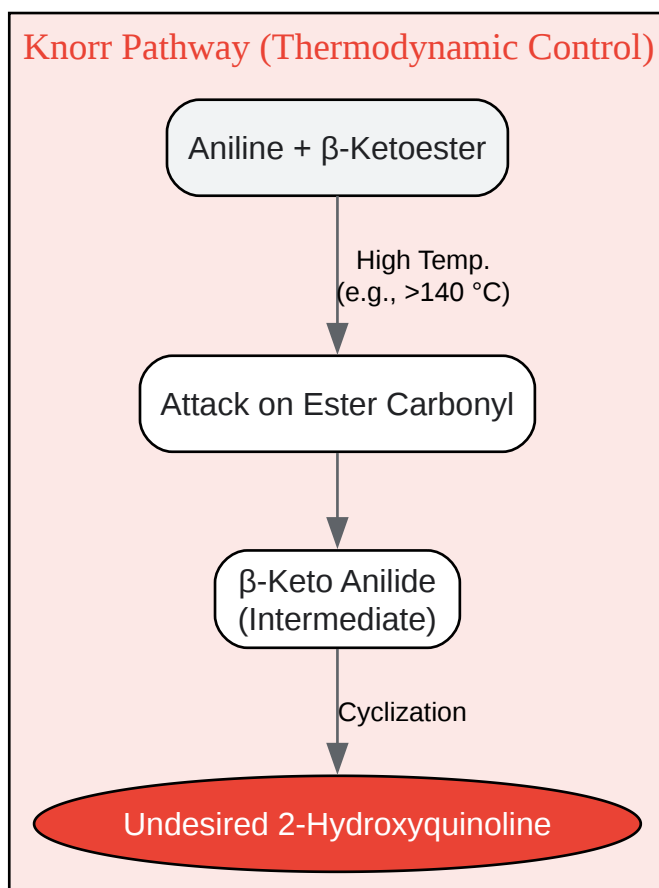 Knorr Pathway (Thermodynamic Control)
Aniline + β-Ketoester
High Temp.
(e.g., >140 °C)
Attack on Ester Carbonyl
β-Keto Anilide
(Intermediate)
Cyclization
Undesired 2-Hydroxyquinoline